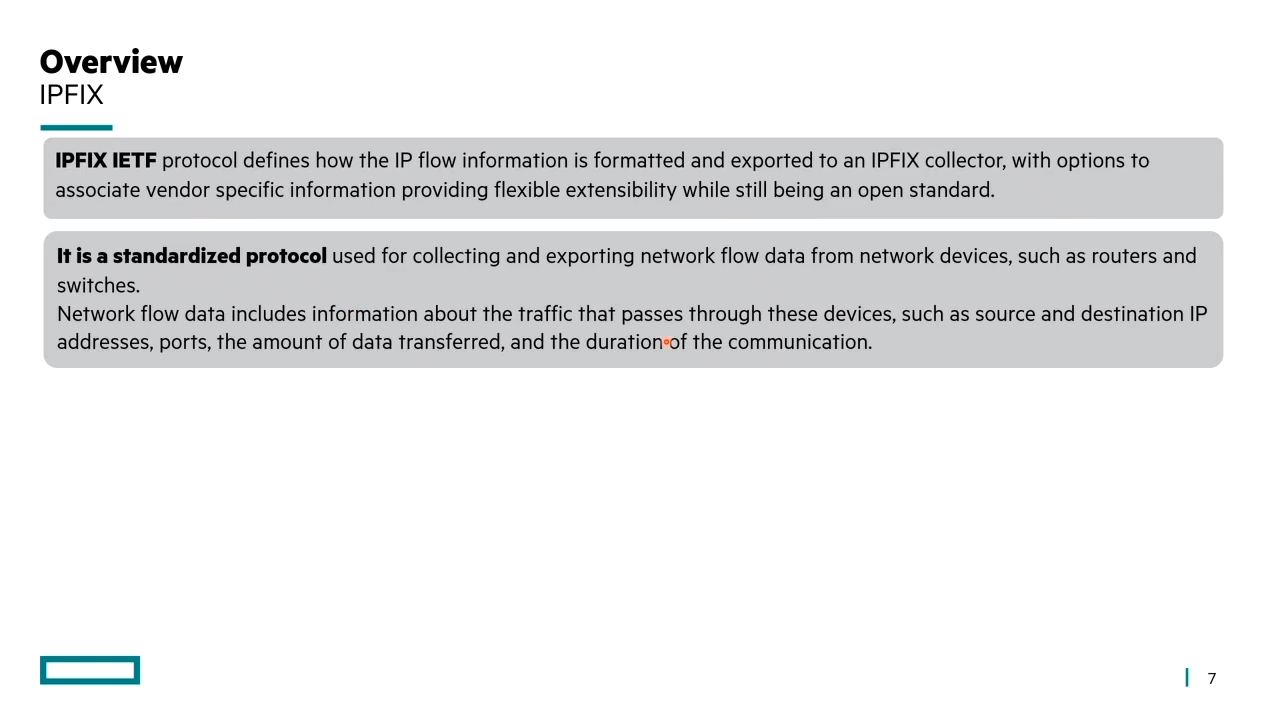 Overview
IPFIX
IPFIX IETF protocol defines how the IP flow information is formatted and exported to an IPFIX collector, with options to
associate vendor specific information providing flexible extensibility while still being an open standard.
It is a standardized protocol used for collecting and exporting network flow data from network devices, such as routers and
switches.
Network flow data includes information about the traffic that passes through these devices, such as source and destination IP
addresses, ports, the amount of data transferred, and the duration of the communication.
7